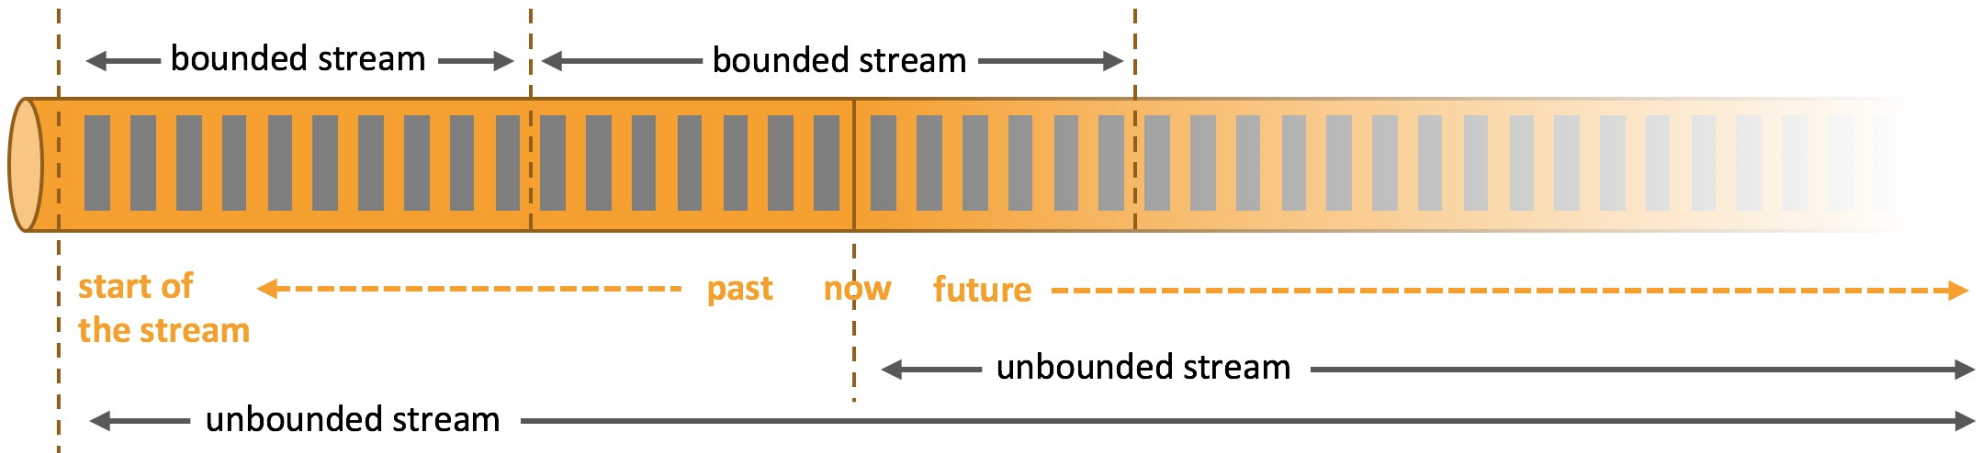 bounded stream
bounded stream
start of
the stream
past
now
future
unbounded stream
unbounded stream